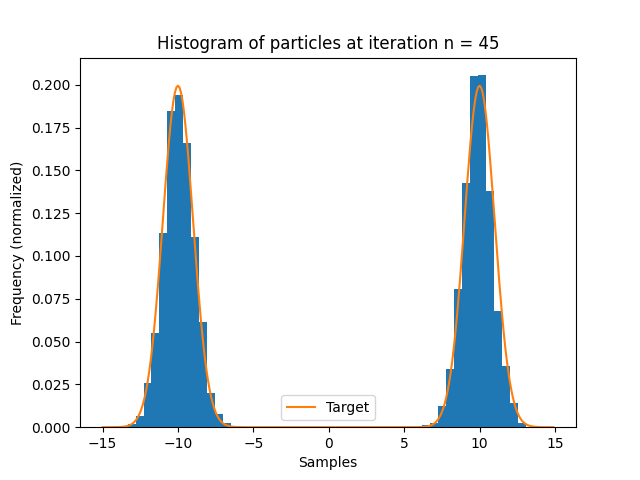 Histogram of particles at iteration n = 45
Frequency (normalized)
0.200
0.175
0.150
0.125
0.100
0.075
0.050
0.025
0.000
Target
−15 −10 −5 0 5 10 15
Samples